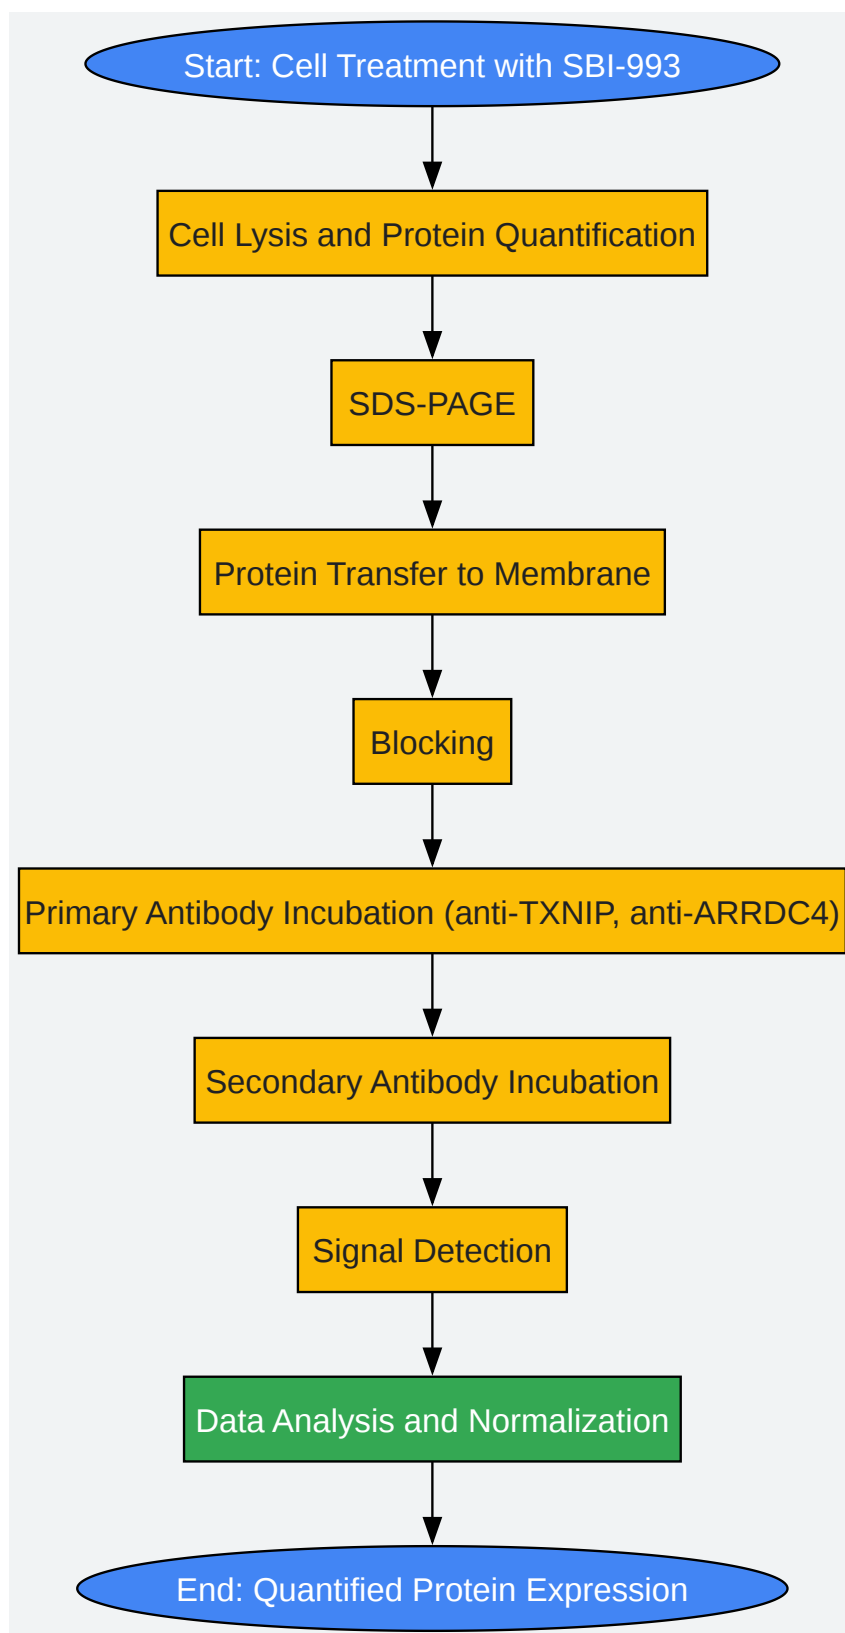 Start: Cell Treatment with SBI-993
Cell Lysis and Protein Quantification
SDS-PAGE
Protein Transfer to Membrane
Blocking
Primary Antibody Incubation (anti-TXNIP, anti-ARRDC4)
Secondary Antibody Incubation
Signal Detection
Data Analysis and Normalization
End: Quantified Protein Expression